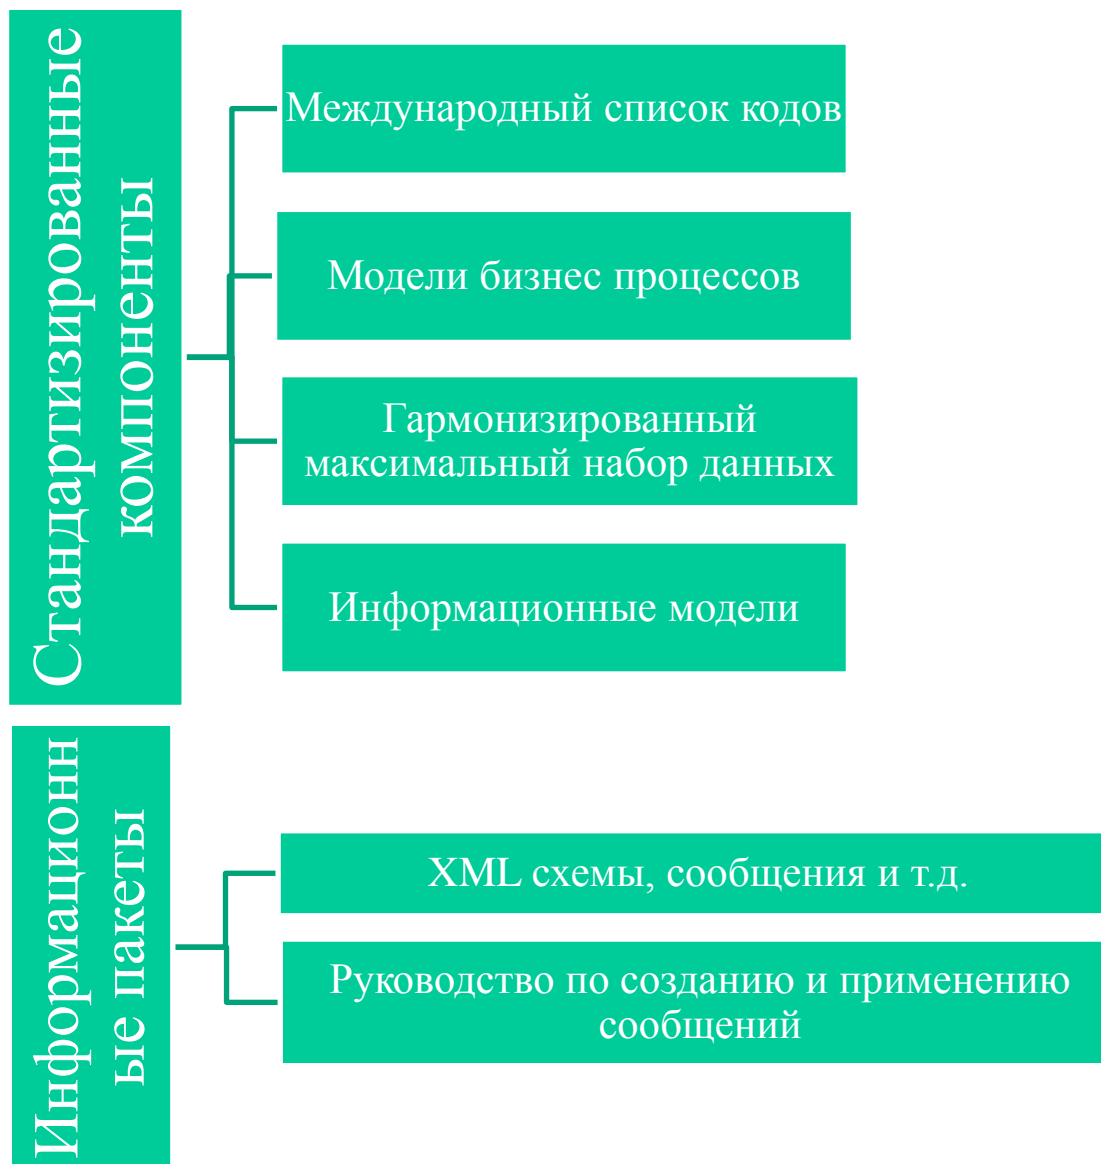 Стандартизированные
компоненты
Международный список кодов
Модели бизнес процессов
Гармонизированный
максимальный набор данных
Информационные модели
Информационн
ые пакеты
XML схемы, сообщения и т.д.
Руководство по созданию и применению
сообщений